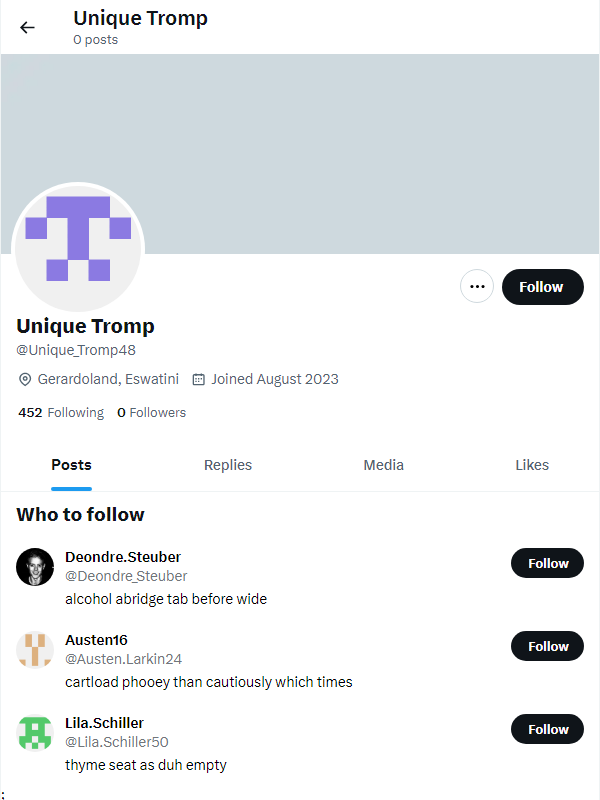 Unique Tromp
0 posts
Follow
Unique Tromp
@Unique_Tromp48
Gerardoland, Eswatini Joined August 2023
452 Following 0 Followers
Posts Replies Media Likes
Who to follow
Deondre.Steuber
@Deondre_Steuber
Follow
alcohol abridge tab before wide
Austen16
@Austen.Larkin24
Follow
cartload phooey than cautiously which times
Lila.Schiller
@Lila.Schiller50
Follow
thyme seat as duh empty
;